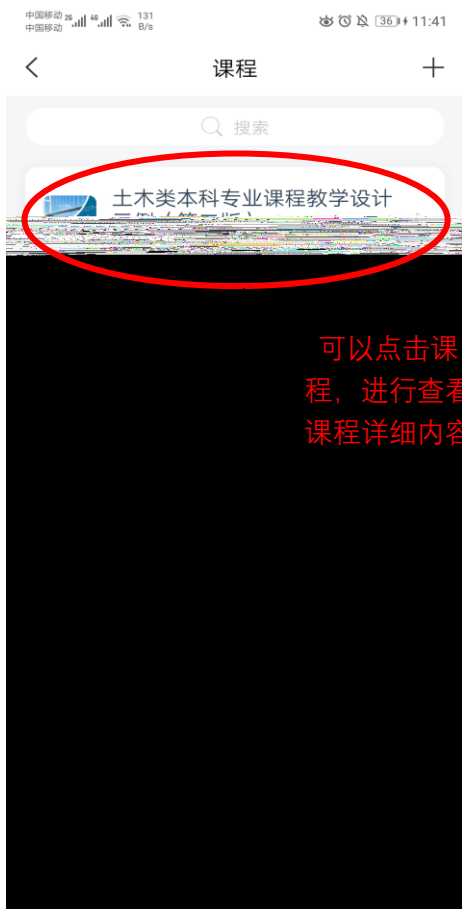 中国移动 2G 4G 131
中国移动 B/s
36 11:41
课程
搜索
土木类本科专业课程教学设计
可以点击课
程，进行查看
课程详细内容